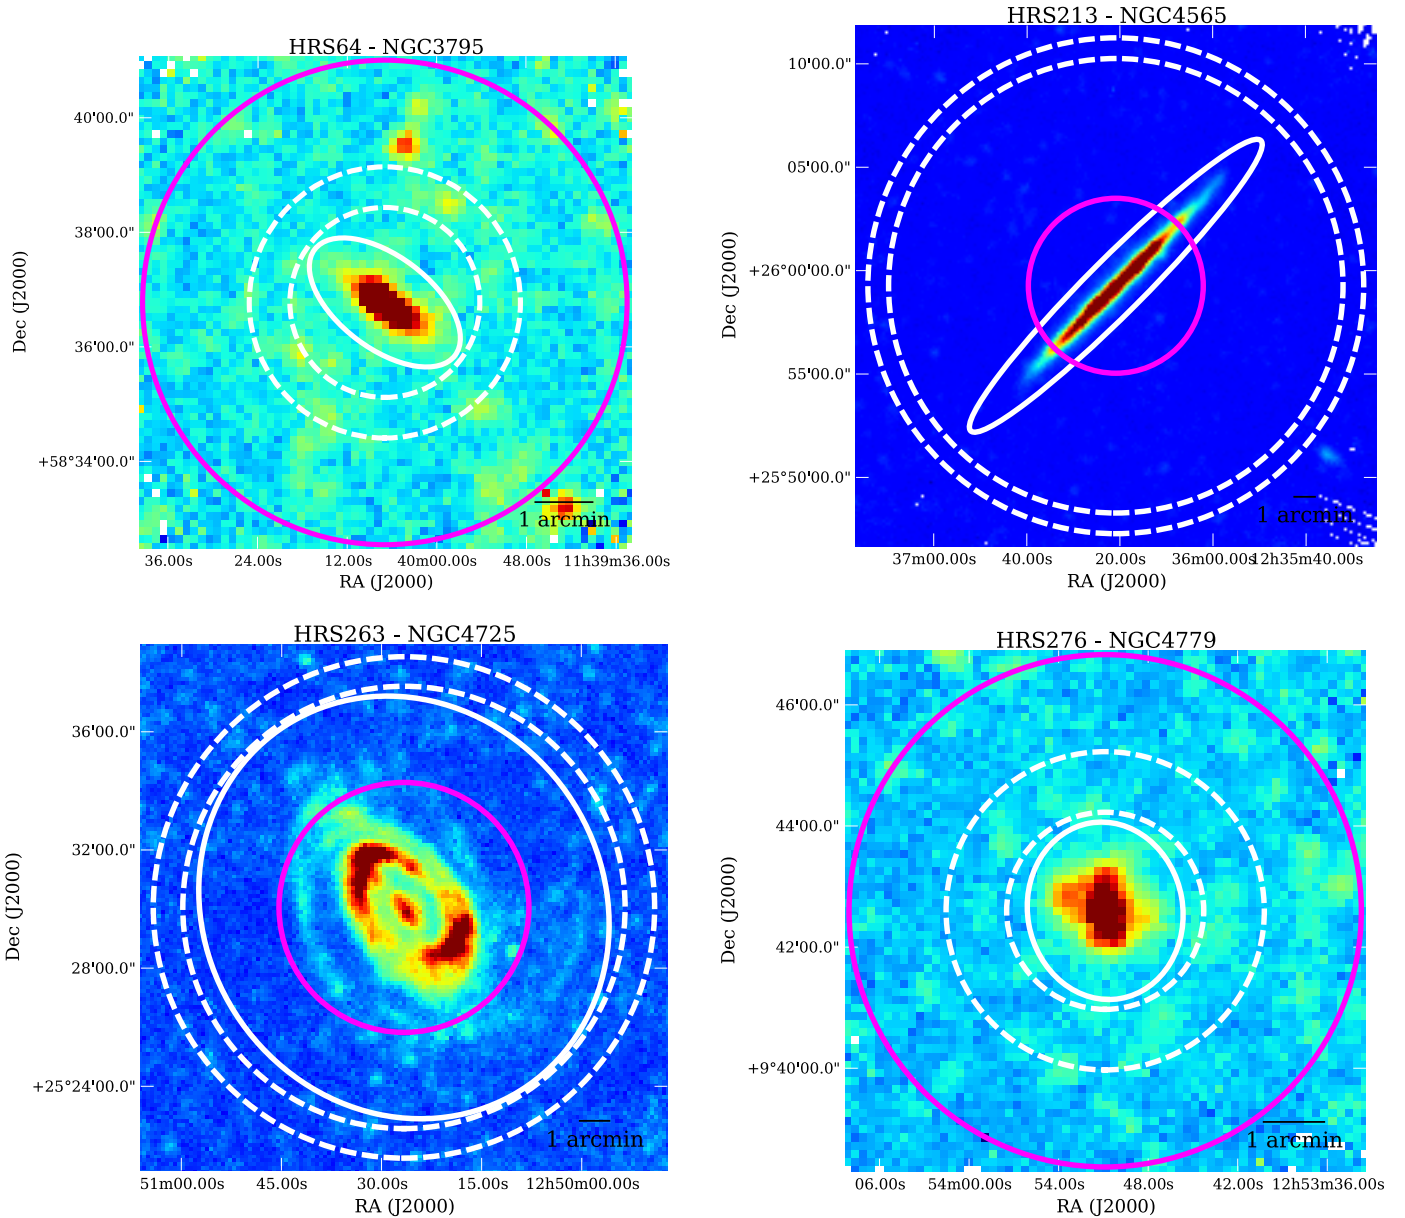 HRS64 - NGC3795
40'00.0"
38'00.0"
36'00.0"
+58°34'00.0"
Dec (J2000)
1 arcmin
36.00s 24.00s 12.00s 40m00.00s 48.00s 11h39m36.00s
RA (J2000)
HRS213 - NGC4565
10'00.0"
05'00.0"
+26°00'00.0"
55'00.0"
+25°50'00.0"
Dec (J2000)
1 arcmin
37m00.00s 40.00s 20.00s 36m00.00s 12h35m40.00s
RA (J2000)
HRS263 - NGC4725
36'00.0"
32'00.0"
28'00.0"
+25°24'00.0"
Dec (J2000)
1 arcmin
51m00.00s 45.00s 30.00s 15.00s 12h50m00.00s
RA (J2000)
HRS276 - NGC4779
46'00.0"
44'00.0"
42'00.0"
+9°40'00.0"
Dec (J2000)
1 arcmin
06.00s 54m00.00s 54.00s 48.00s 42.00s 12h53m36.00s
RA (J2000)